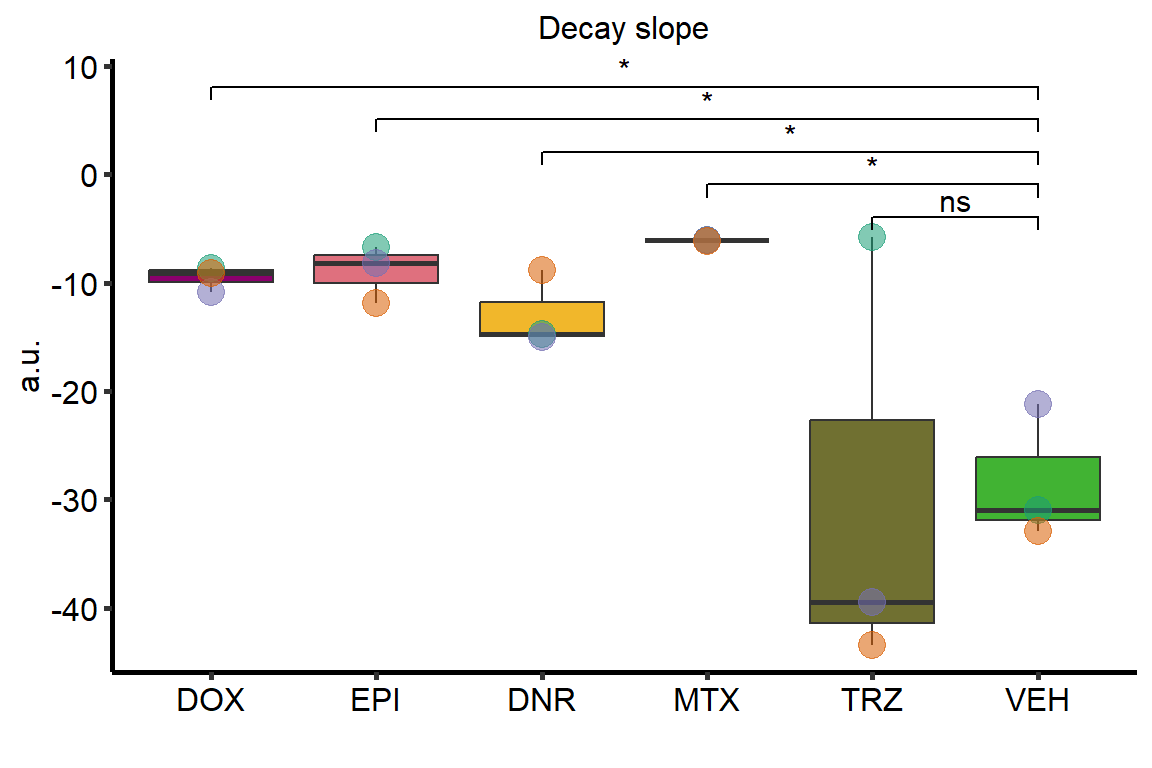 Decay slope
10
0
-10
-20
-30
-40
a.u.
*
*
*
*
ns
DOX EPI DNR MTX TRZ VEH